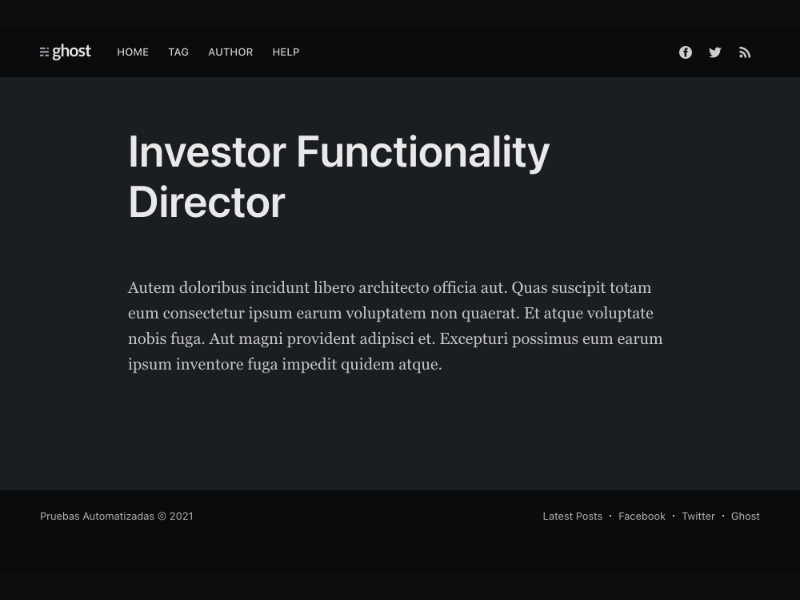 ghost HOME TAG AUTHOR HELP
Investor Functionality
Director
Autem doloribus incidunt libero architecto officia aut. Quas suscipit totam
eum consectetur ipsum earum voluptatem non quaerat. Et atque voluptate
nobis fuga. Aut magni provident adipisci et. Excepturi possimus eum earum
ipsum inventore fuga impedit quidem atque.
Pruebas Automatizadas © 2021 Latest Posts • Facebook • Twitter • Ghost